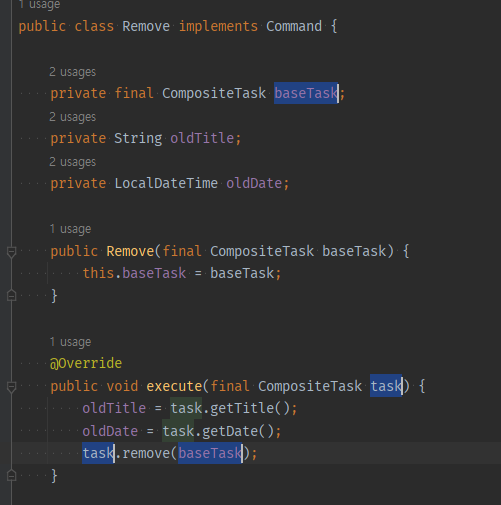 1 usage
public class Remove implements Command {
2 usages
private final CompositeTask baseTask;
2 usages
private String oldTitle;
2 usages
private LocalDateTime oldDate;
1 usage
public Remove(final CompositeTask baseTask) {
this.baseTask = baseTask;
}
1 usage
@Override
public void execute(final CompositeTask task) {
oldTitle = task.getTitle();
oldDate = task.getDate();
task.remove(baseTask);
}